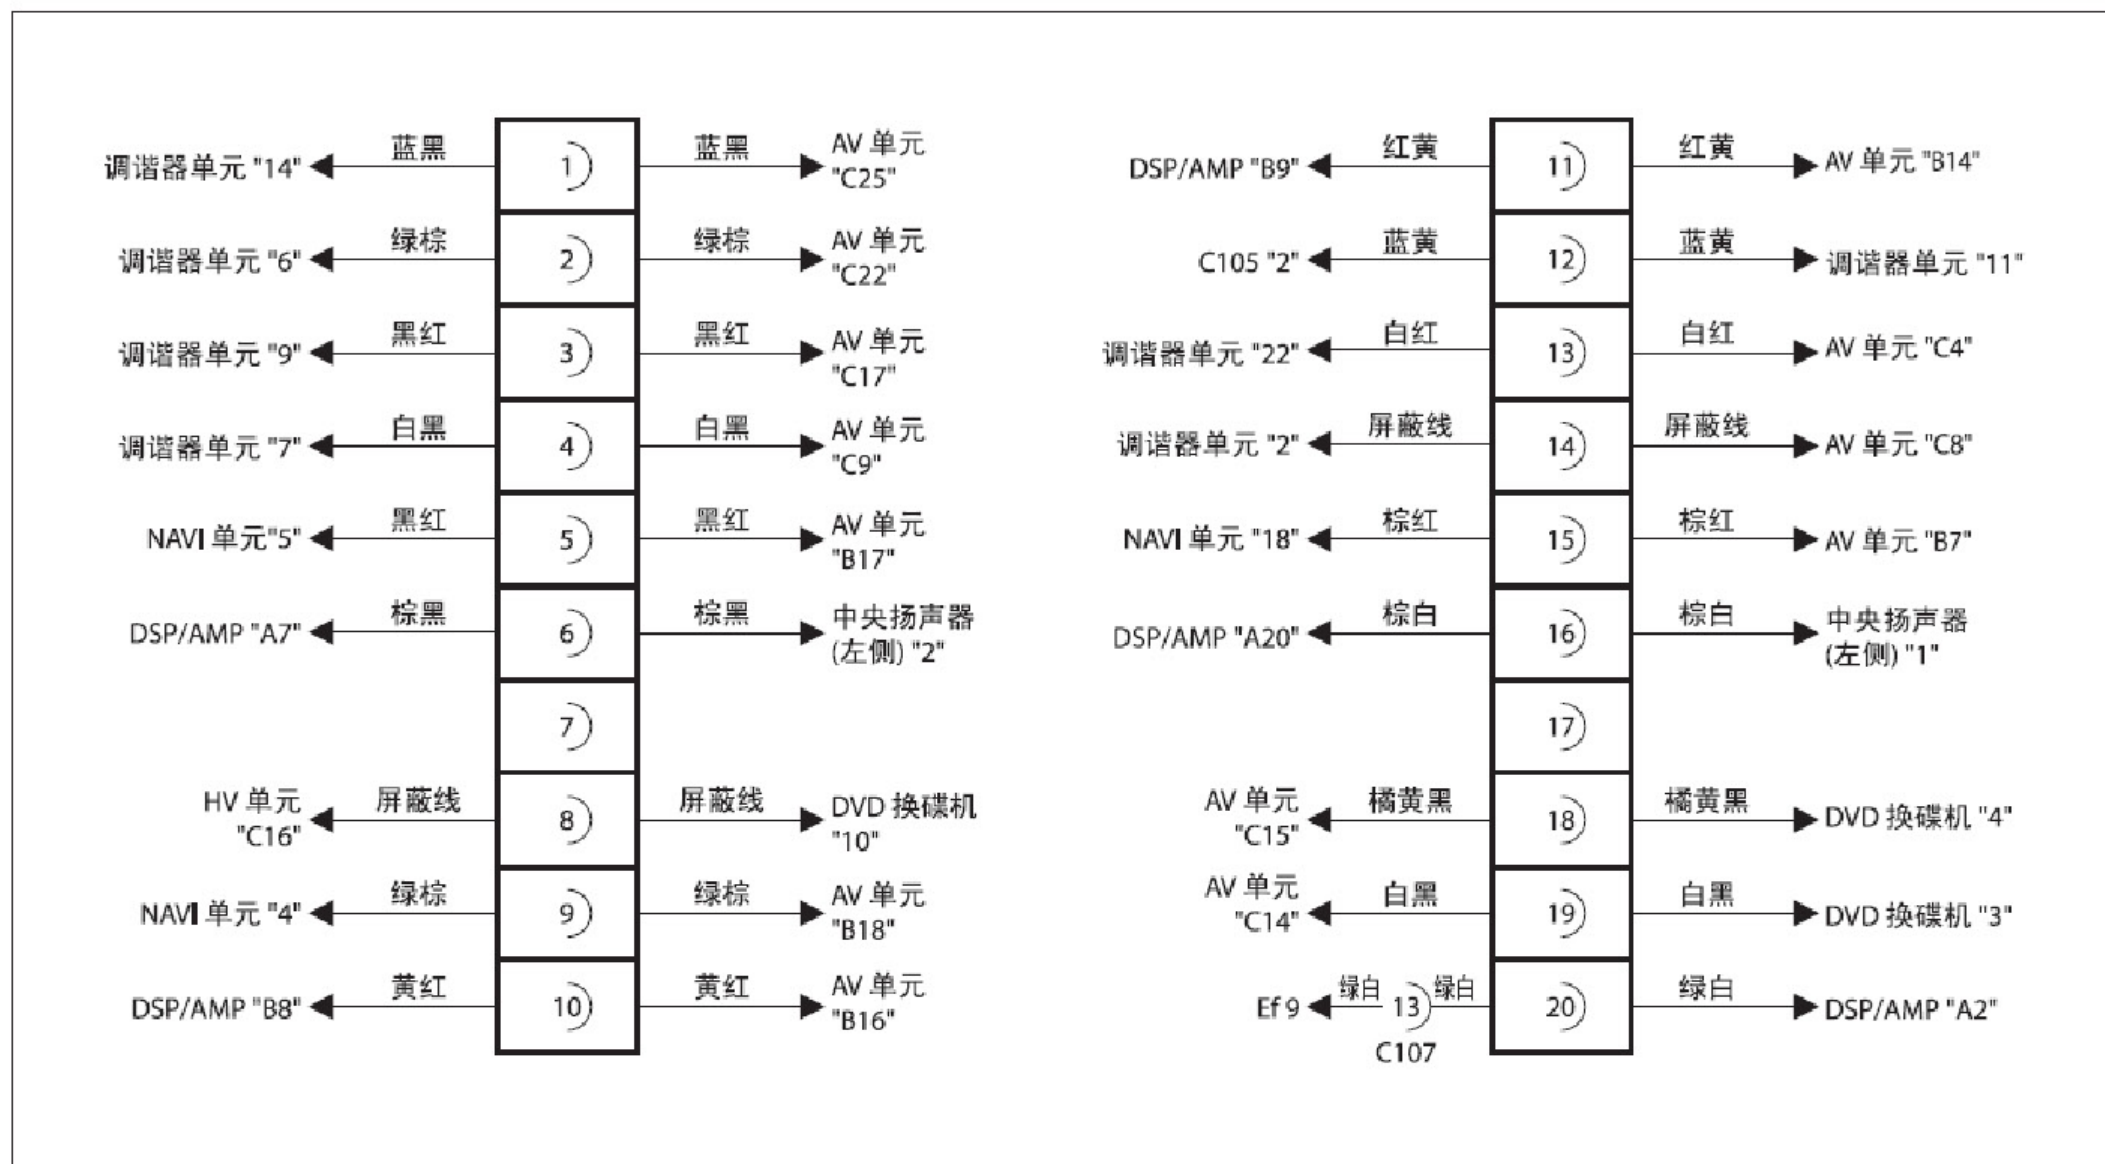 调谐器单元 "14" 蓝黑 1 蓝黑 AV 单元
"C25"
调谐器单元 "6" 绿棕 2 绿棕 AV 单元
"C22"
调谐器单元 "9" 黑红 3 黑红 AV 单元
"C17"
调谐器单元 "7" 白黑 4 白黑 AV 单元
"C9"
NAVI 单元"5" 黑红 5 黑红 AV 单元
"B17"
DSP/AMP "A7" 棕黑 6 棕黑 中央扬声器
(左侧) "2"
7
HV 单元
"C16" 屏蔽线 8 屏蔽线 DVD 换碟机
"10"
NAVI 单元 "4" 绿棕 9 绿棕 AV 单元
"B18"
DSP/AMP "B8" 黄红 10 黄红 AV 单元
"B16"
DSP/AMP "B9" 红黄 11 红黄 AV 单元 "B14"
C105 "2" 蓝黄 12 蓝黄 调谐器单元 "11"
调谐器单元 "22" 白红 13 白红 AV 单元 "C4"
调谐器单元 "2" 屏蔽线 14 屏蔽线 AV 单元 "C8"
NAVI 单元 "18" 棕红 15 棕红 AV 单元 "B7"
DSP/AMP "A20" 棕白 16 棕白 中央扬声器
(左侧) "1"
17
AV 单元
"C15" 橘黄黑 18 橘黄黑 DVD 换碟机 "4"
AV 单元
"C14" 白黑 19 白黑 DVD 换碟机 "3"
Ef 9 绿白 13 绿白 20 绿白 DSP/AMP "A2"
C107